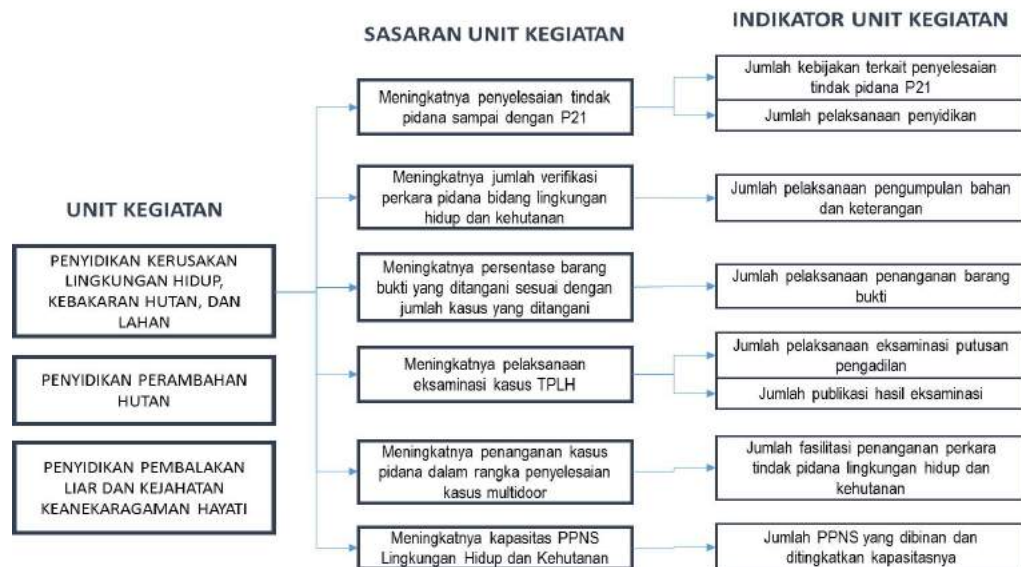 UNIT KEGIATAN
PENYIDIKAN KERUSAKAN
LINGKUNGAN HIDUP,
KEBAKARAN HUTAN, DAN
LAHAN
PENYIDIKAN PERAMBAHAN
HUTAN
PENYIDIKAN PEMBALAKAN
LIAR DAN KEJAHATAN
KEANEKARAGAMAN HAYATI
SASARAN UNIT KEGIATAN
Meningkatnya penyelesaian tindak
pidana sampai dengan P21
Meningkatnya jumlah verifikasi
perkara pidana bidang lingkungan
hidup dan kehutanan
Meningkatnya persentase barang
bukti yang ditangani sesuai dengan
jumlah kasus yang ditangani
Meningkatnya pelaksanaan
eksaminasi kasus TPLH
Meningkatnya penanganan kasus
pidana dalam rangka penyelesaian
kasus multidoor
Meningkatnya kapasitas PPNS
Lingkungan Hidup dan Kehutanan
INDIKATOR UNIT KEGIATAN
Jumlah kebijakan terkait penyelesaian
tindak pidana P21
Jumlah pelaksanaan penyidikan
Jumlah pelaksanaan pengumpulan bahan
dan keterangan
Jumlah pelaksanaan penanganan barang
bukti
Jumlah pelaksanaan eksaminasi putusan
pengadilan
Jumlah publikasi hasil eksaminasi
Jumlah fasilitasi penanganan perkara
tindak pidana lingkungan hidup dan
kehutanan
Jumlah PPNS yang dibinan dan
ditingkatkan kapasitasnya